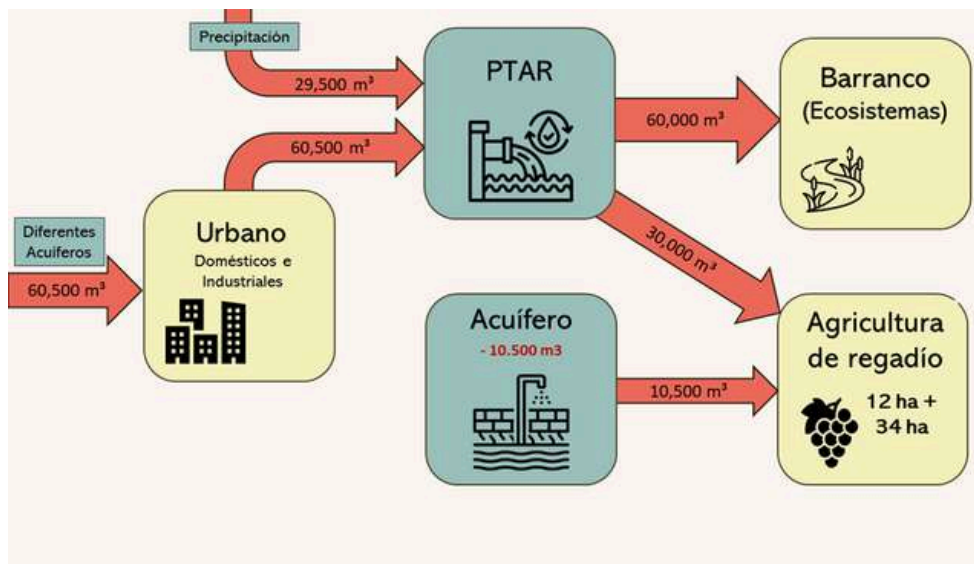 Precipitación
29,500 m³
PTAR
60,000 m³
Barranco
(Ecosistemas)
60,500 m³
Diferentes
Acuíferos
60,500 m³
Urbano
Domésticos e
Industriales
30,000 m³
Acuífero
- 10.500 m3
10,500 m³
Agricultura
de regadío
12 ha +
34 ha